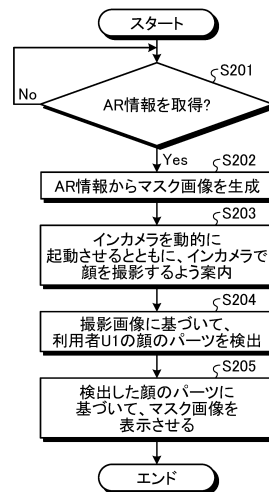 スタート
S201
AR情報を取得?
No
Yes
S202
AR情報からマスク画像を生成
S203
インカメラを動的に
起動させるとともに、インカメラで
顔を撮影するよう案内
S204
撮影画像に基づいて、
利用者U1の顔のパーツを検出
S205
検出した顔のパーツに
基づいて、マスク画像を
表示させる
エンド